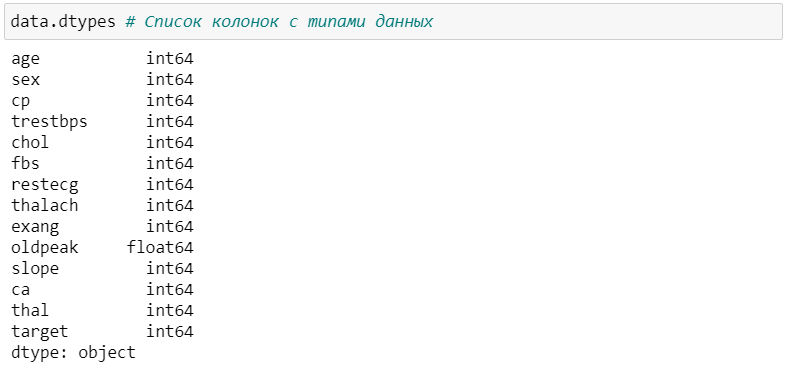 data.dtypes # Список колонок с типами данных
age int64
sex int64
cp int64
trestbps int64
chol int64
fbs int64
restecg int64
thalach int64
exang int64
oldpeak float64
slope int64
ca int64
thal int64
target int64
dtype: object